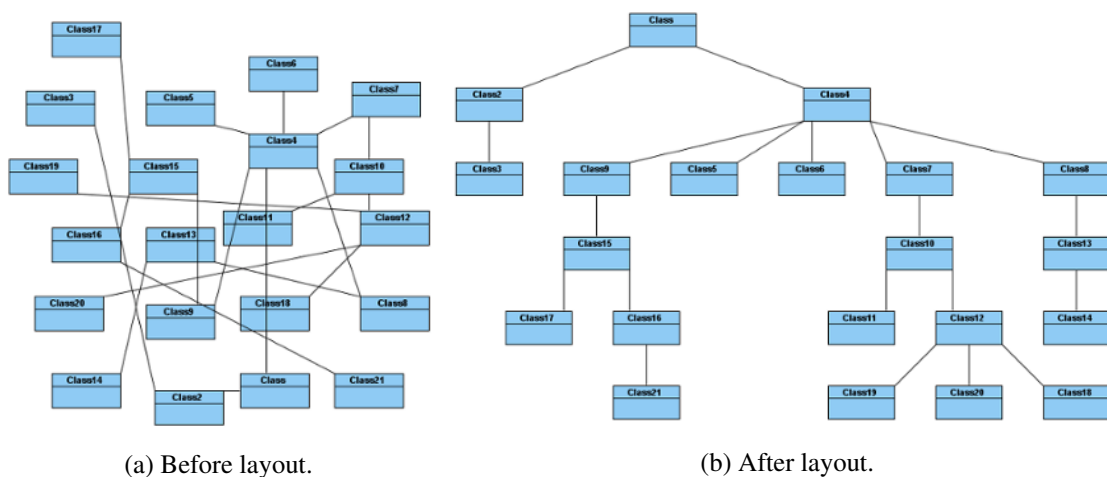 Class17
Class6
Class7
Class3
Class5
Class4
Class19
Class15
Class10
Class11
Class12
Class16
Class13
Class20
Class9
Class18
Class8
Class14
Class2
Class
Class21
(a) Before layout.
Class
Class2
Class4
Class3
Class9
Class5
Class6
Class7
Class8
Class15
Class10
Class13
Class17
Class16
Class11
Class12
Class14
Class21
Class19
Class20
Class18
(b) After layout.